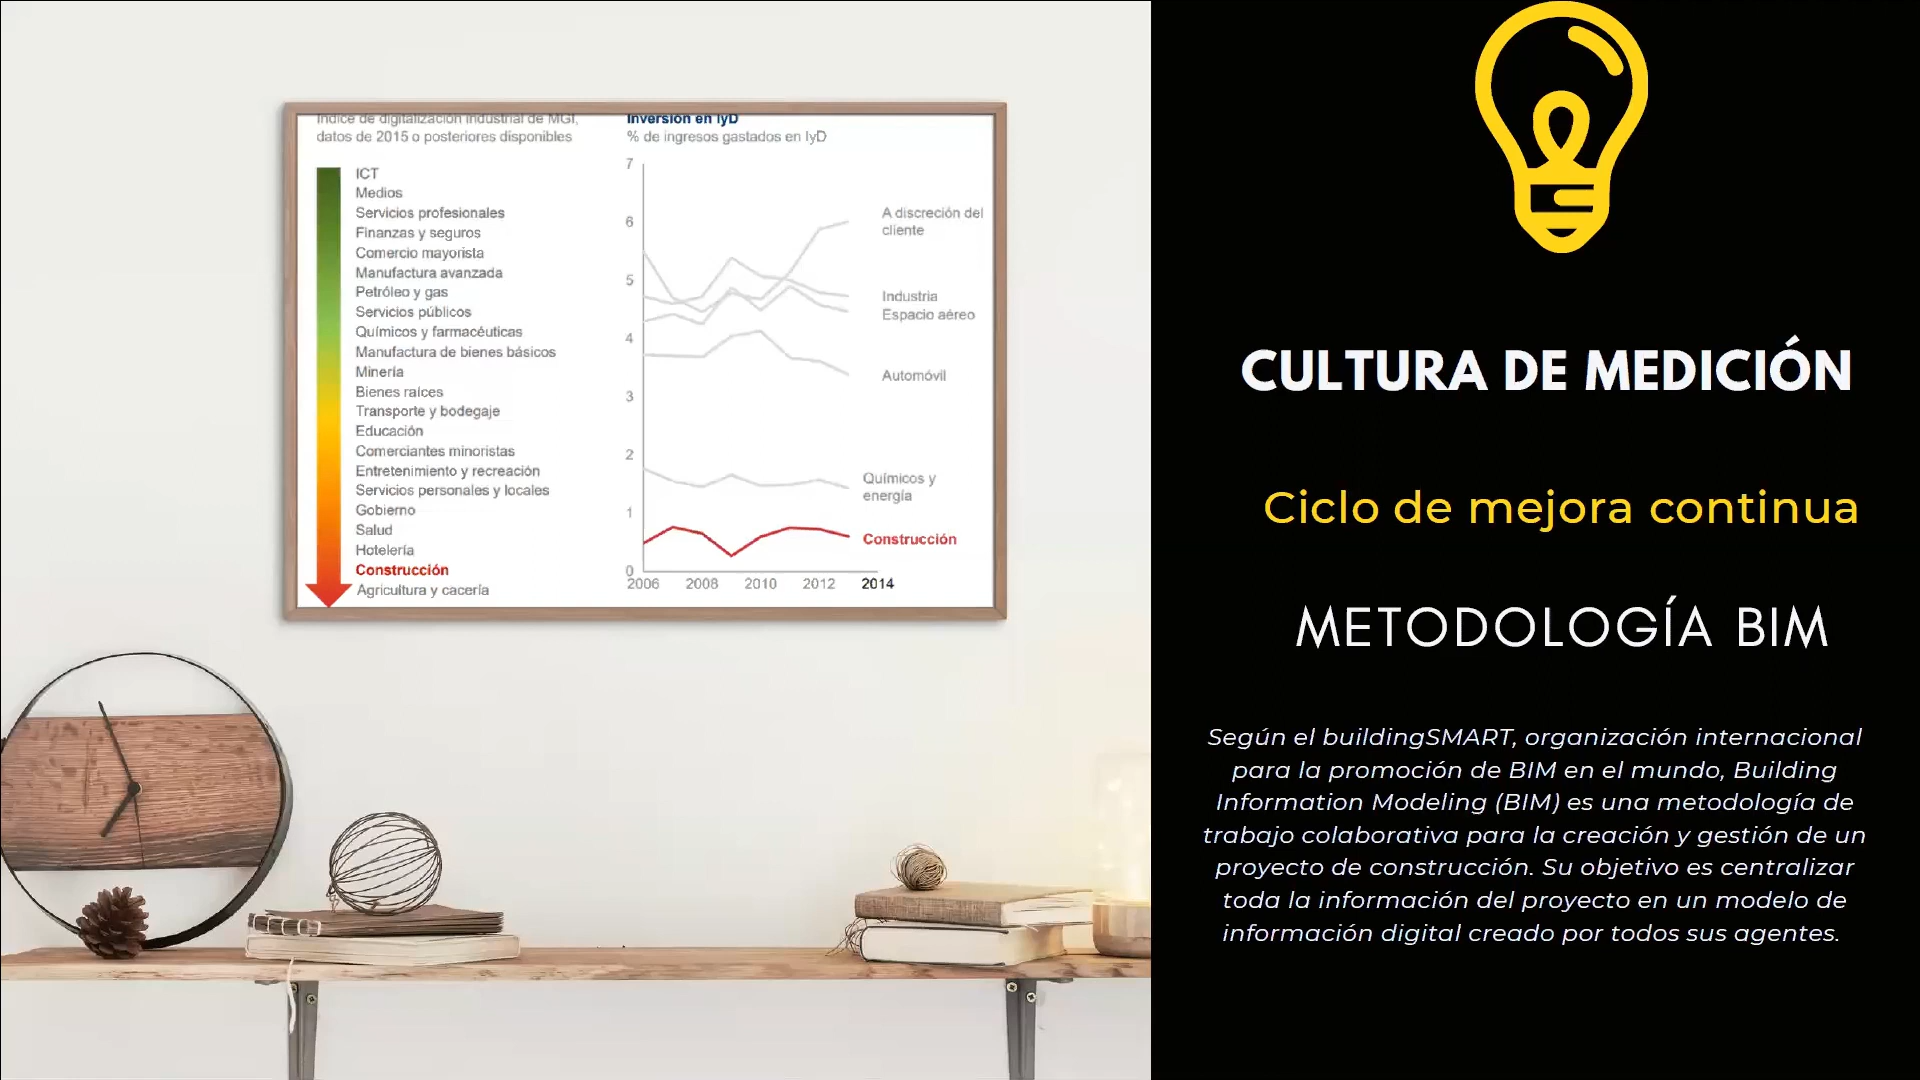 Índice de digitalización industrial de MGI,
datos de 2015 o posteriores disponibles
ICT
Medios
Servicios profesionales
Finanzas y seguros
Comercio mayorista
Manufactura avanzada
Petróleo y gas
Servicios públicos
Químicos y farmacéuticas
Manufactura de bienes básicos
Minería
Bienes raíces
Transporte y bodegaje
Educación
Comerciantes minoristas
Entretenimiento y recreación
Servicios personales y locales
Gobierno
Salud
Hotelería
Construcción
Agricultura y cacería
Inversión en IyD
% de ingresos gastados en IyD
7
6
5
4
3
2
1
0
2006 2008 2010 2012 2014
A discreción del
cliente
Industria
Espacio aéreo
Automóvil
Químicos y
energía
Construcción
CULTURA DE MEDICIÓN
Ciclo de mejora continua
METODOLOGÍA BIM
Según el buildingSMART, organización internacional
para la promoción de BIM en el mundo, Building
Information Modeling (BIM) es una metodología de
trabajo colaborativa para la creación y gestión de un
proyecto de construcción. Su objetivo es centralizar
toda la información del proyecto en un modelo de
información digital creado por todos sus agentes.